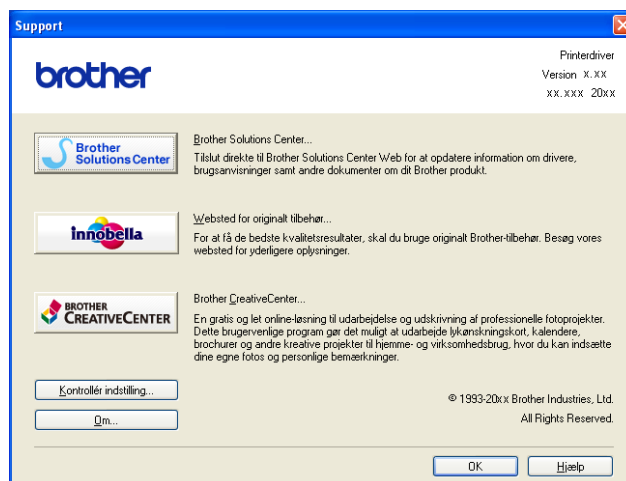 Support
brother
Printerdriver
Version x.xx
xx.xxx 20xx
Brother
Solutions Center
Brother Solutions Center...
Tilslut direkte til Brother Solutions Center Web for at opdatere information om drivere,
brugsanvisninger samt andre dokumenter om dit Brother produkt.
innobella
Websted for originalt tilbehør...
For at få de bedste kvalitetsresultater, skal du bruge originalt Brother-tilbehør. Besøg vores
websted for yderligere oplysninger.
BROTHER
CREATIVECENTER
Brother CreativeCenter...
En gratis og let online-løsning til udarbejdelse og udskrivning af professionelle fotoprojekter.
Dette brugervenlige program gør det muligt at udarbejde lykønskningskort, kalendere,
brochurer og andre kreative projekter til hjemme- og virksomhedsbrug, hvor du kan indsætte
dine egne fotos og personlige bemærkninger.
Kontrollér indstilling...
Om...
© 1993-20xx Brother Industries, Ltd.
All Rights Reserved.
OK
Hjælp